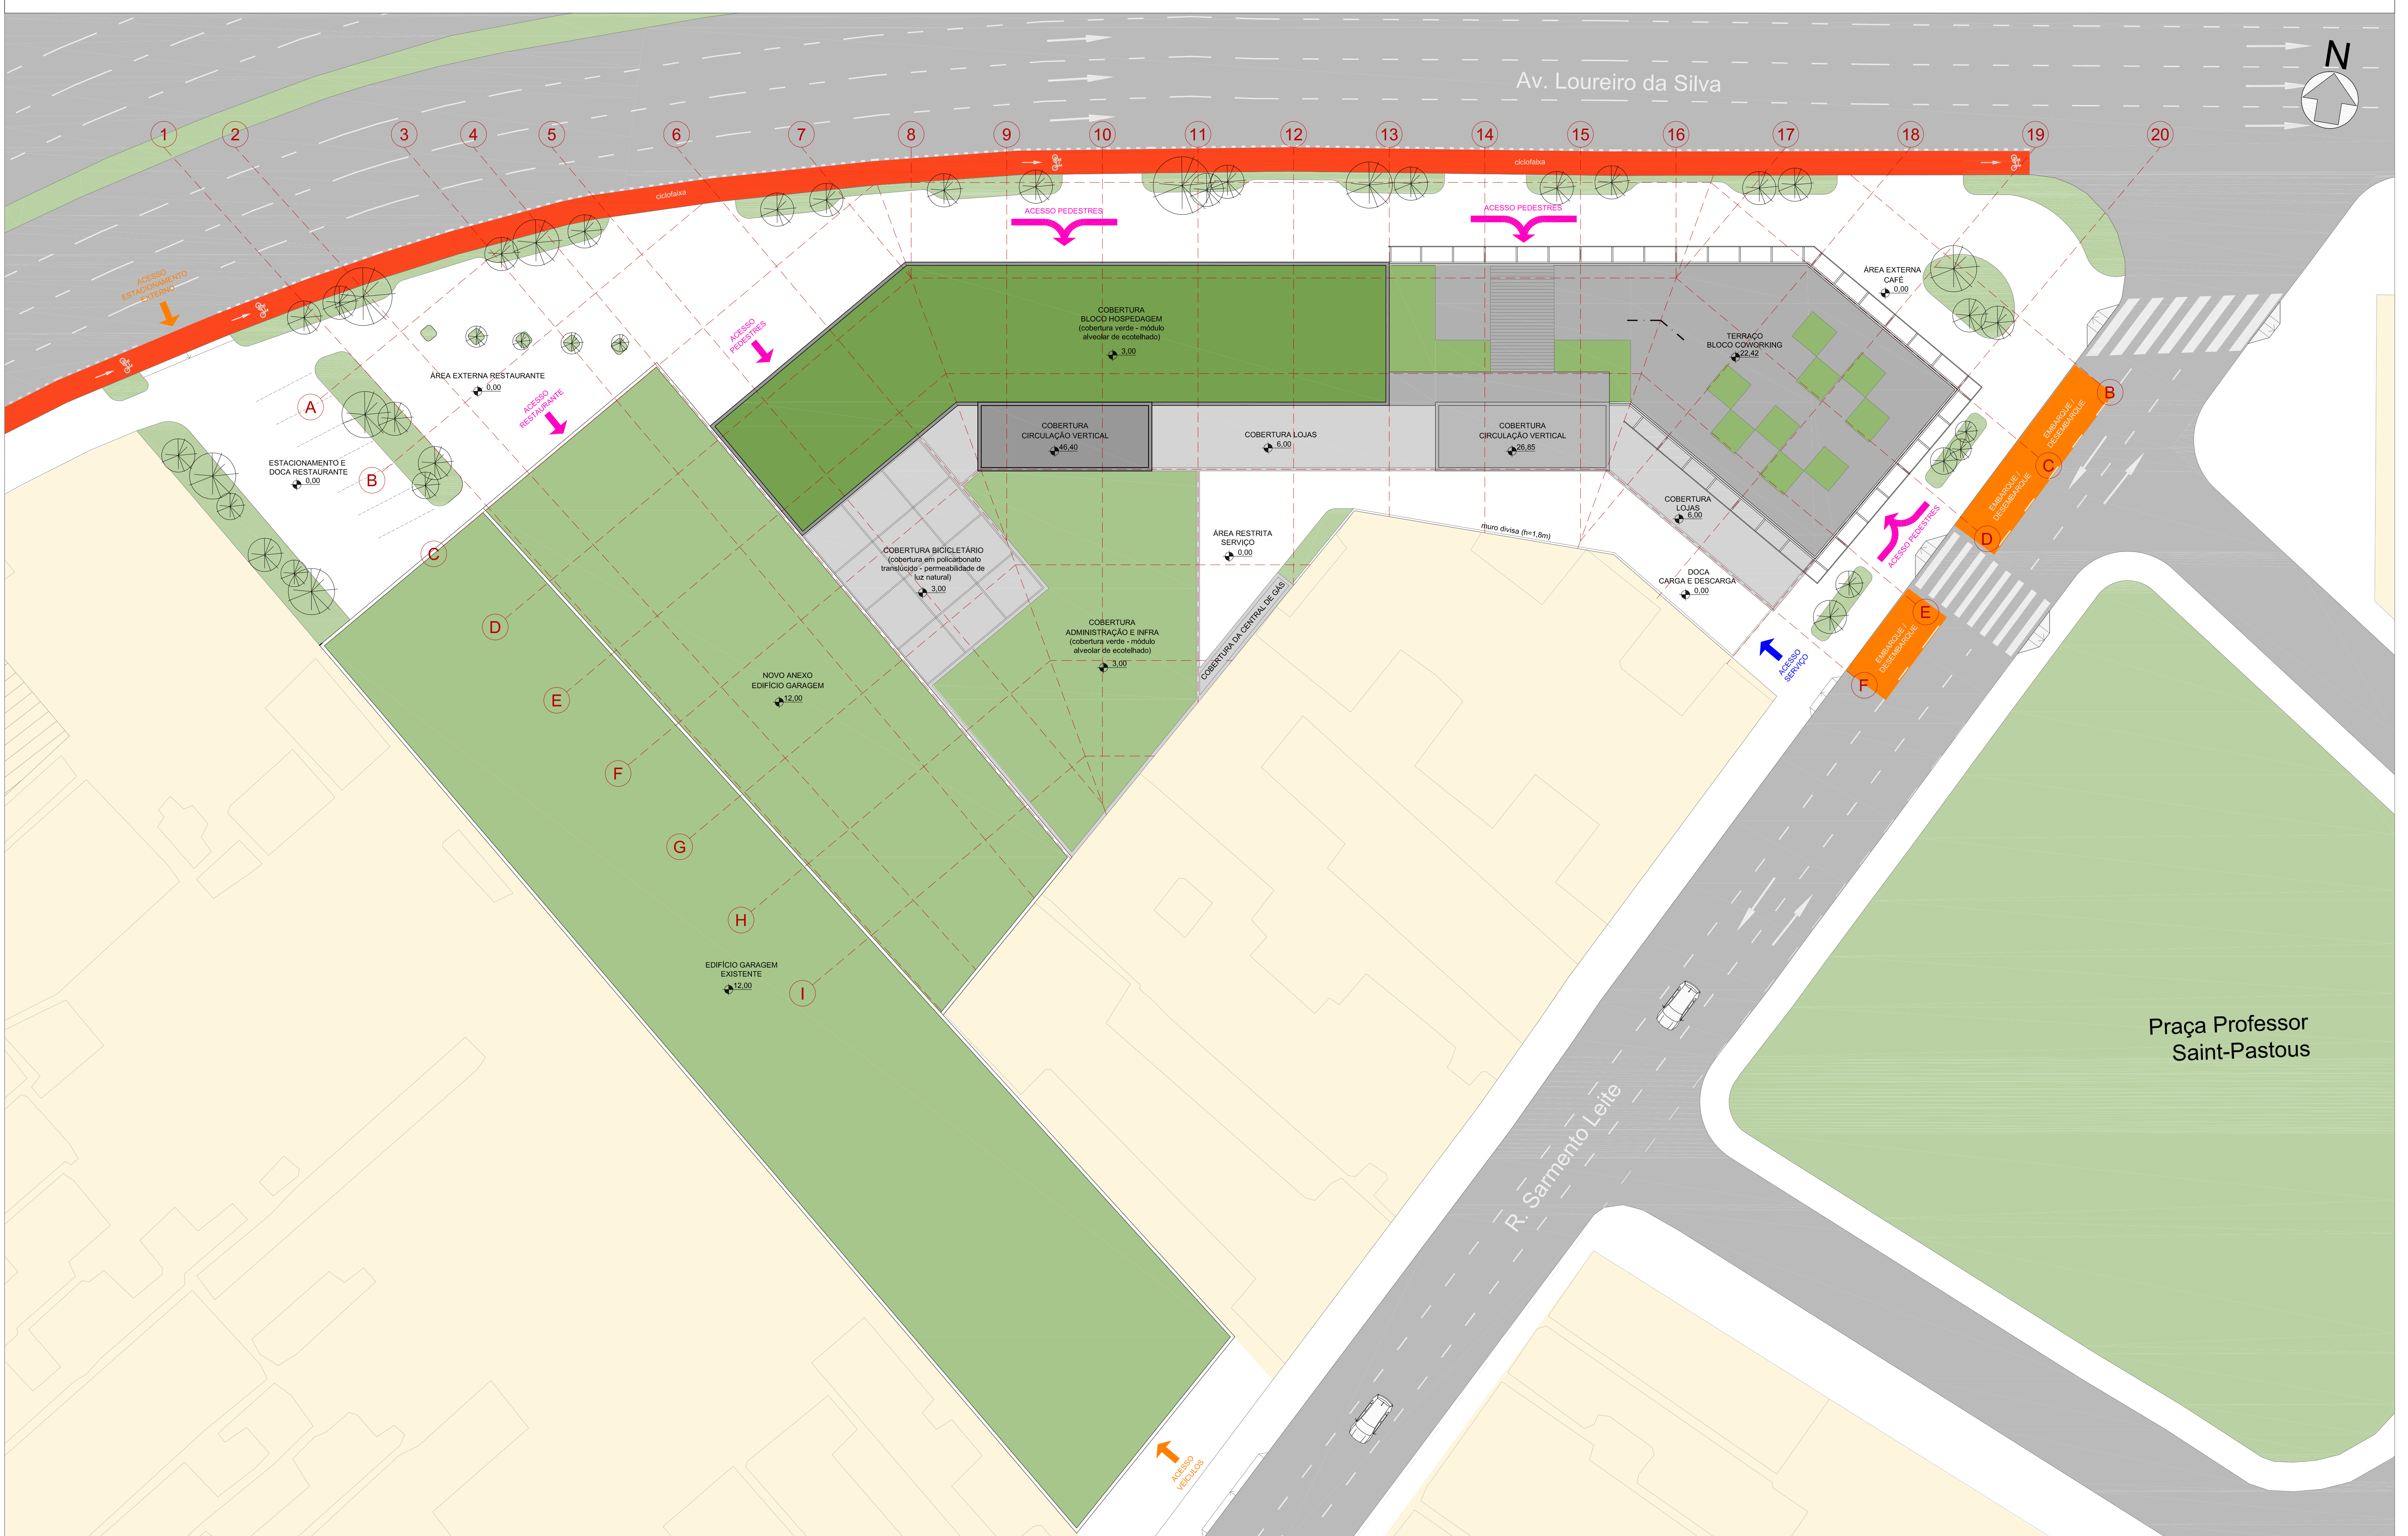 Av. Loureiro da Silva
N
1
2
3
4
5
6
7
8
9
10
11
12
13
14
15
16
17
18
19
20
ciclofaixa
ciclofaixa
ACESSO
ESTACIONAMENTO
EXTERNO
ACESSO PEDESTRES
ACESSO PEDESTRES
ACESSO
PEDESTRES
ÁREA EXTERNA
CAFÉ
0,00
COBERTURA
BLOCO HOSPEDAGEM
(cobertura verde - módulo
alveolar de ecotelhado)
3,00
TERRAÇO
BLOCO COWORKING
22,42
ÁREA EXTERNA RESTAURANTE
0,00
ACESSO
RESTAURANTE
A
B
C
D
E
F
G
H
I
ESTACIONAMENTO E
DOCA RESTAURANTE
0,00
COBERTURA
CIRCULAÇÃO VERTICAL
46,40
COBERTURA LOJAS
6,00
COBERTURA
CIRCULAÇÃO VERTICAL
26,85
COBERTURA
LOJAS
6,00
B
C
D
E
F
EMBARQUE /
DESEMBARQUE
EMBARQUE /
DESEMBARQUE
EMBARQUE /
DESEMBARQUE
ACESSO PEDESTRES
muro divisa (h=1,8m)
ÁREA RESTRITA
SERVIÇO
0,00
COBERTURA BICICLETÁRIO
(cobertura em policarbonato
translúcido - permeabilidade de
luz natural)
3,00
DOCA
CARGA E DESCARGA
0,00
COBERTURA DA CENTRAL DE GÁS
COBERTURA
ADMINISTRAÇÃO E INFRA
(cobertura verde - módulo
alveolar de ecotelhado)
3,00
ACESSO
SERVIÇO
NOVO ANEXO
EDIFÍCIO GARAGEM
12,00
EDIFÍCIO GARAGEM
EXISTENTE
12,00
Praça Professor
Saint-Pastous
R. Sarmento Leite
ACESSO
VEÍCULOS